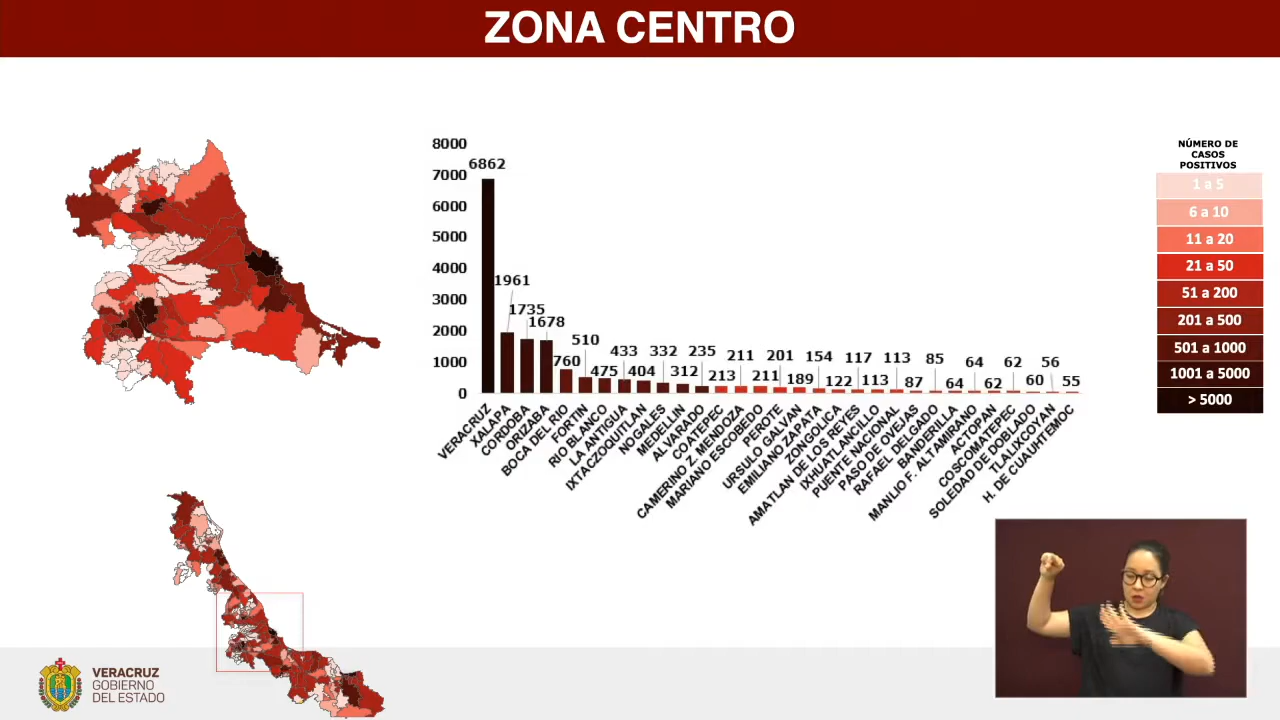 ZONA CENTRO
8000
7000
6000
5000
4000
3000
2000
1000
0
6862
1961
1735
1678
760
510
475
433
404
332
312
235
213
211
211
201
189
154
122
117
113
113
87
85
64
64
62
62
60
56
55
VERACRUZ
XALAPA
CORDOBA
ORIZABA
BOCA DEL RIO
FORTIN
RIO BLANCO
LA ANTIGUA
IXTACZOQUITLAN
NOGALES
MEDELLIN
ALVARADO
COATEPEC
CAMERINO Z. MENDOZA
MARIANO ESCOBEDO
PEROTE
URSULO GALVAN
EMILIANO ZAPATA
ZONGOLICA
AMATLAN DE LOS REYES
IXHUATLANCILLO
PUENTE NACIONAL
PASO DE OVEJAS
RAFAEL DELGADO
BANDERILLA
MANLIO F. ALTAMIRANO
ACTOPAN
COSCOMATEPEC
SOLEDAD DE DOBLADO
TLALIXCOYAN
H. DE CUAUHTEMOC
NÚMERO DE
CASOS
POSITIVOS
1 a 5
6 a 10
11 a 20
21 a 50
51 a 200
201 a 500
501 a 1000
1001 a 5000
> 5000
VERACRUZ
GOBIERNO
DEL ESTADO